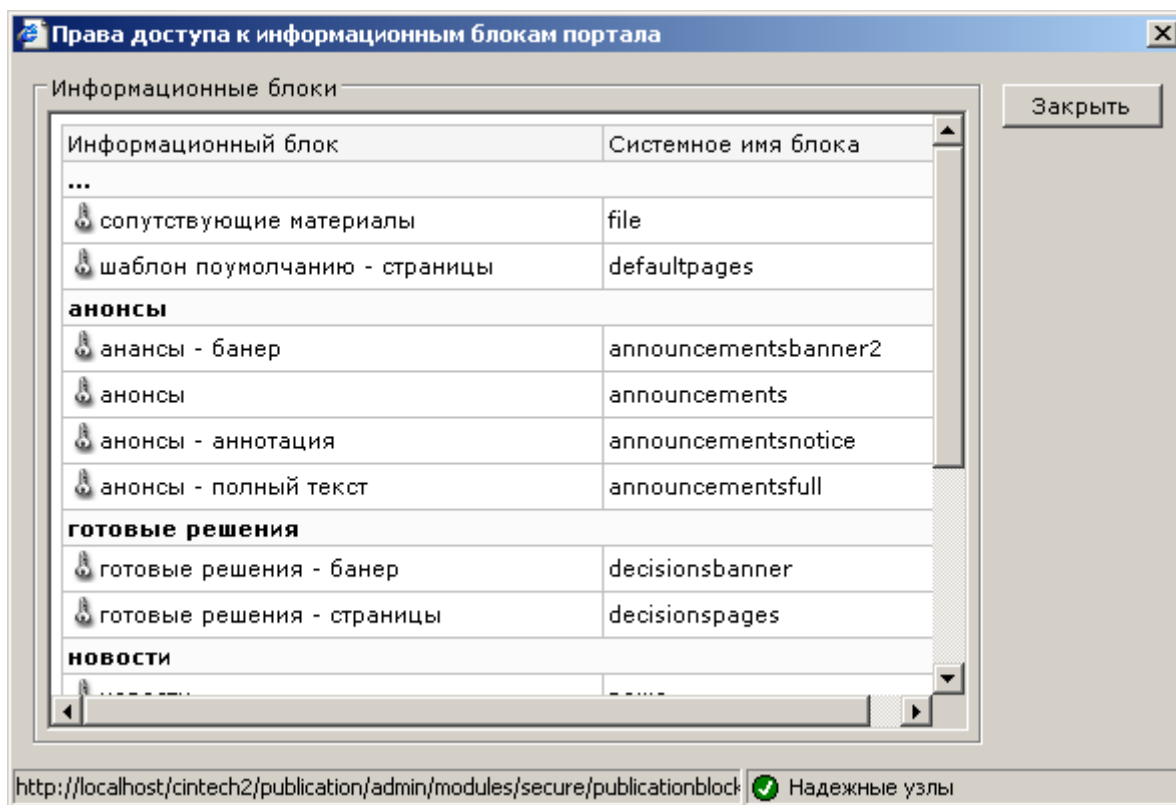 Права доступа к информационным блокам портала
Информационные блоки
Закрыть
Информационный блок Системное имя блока
...
сопутствующие материалы file
шаблон поумолчанию - страницы defaultpages
анонсы
анансы - банер announcementsbanner2
анонсы announcements
анонсы - аннотация announcementsnotice
анонсы - полный текст announcementsfull
готовые решения
готовые решения - банер decisionsbanner
готовые решения - страницы decisionspages
новости
http://localhost/cintech2/publication/admin/modules/secure/publicationblock Надежные узлы